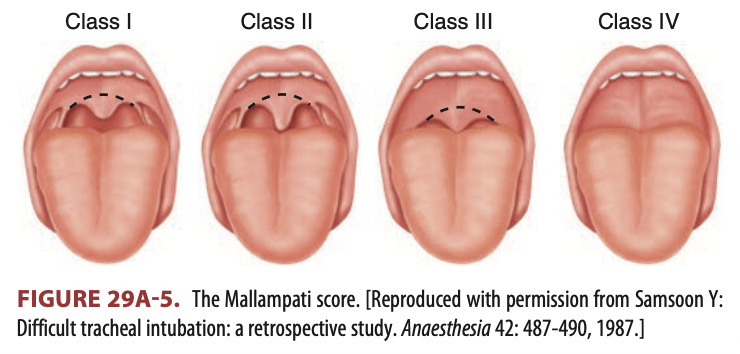 Class I Class II Class III Class IV
FIGURE 29A-5. The Mallampati score. [Reproduced with permission from Samsoon Y:
Difficult tracheal intubation: a retrospective study. Anaesthesia 42: 487-490, 1987.]